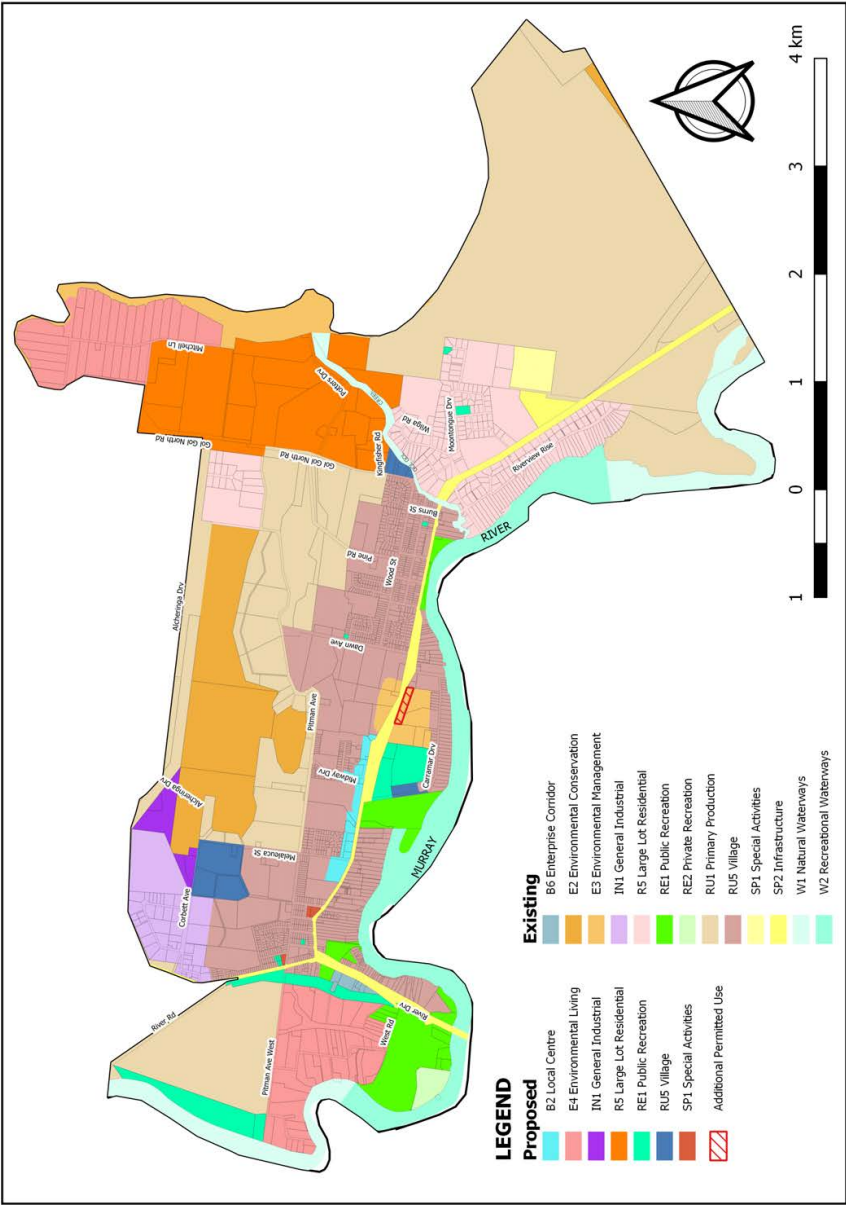 Mitchell Ln
Gol Gol North Rd
Potters Drv
Gol Gol North Rd
Kingfisher Rd
CREEK
Wilga Rd
Moontongue Drv
Riverview Rise
Burns St
RIVER
Pine Rd
Wood St
Dawn Ave
Alcheringa Drv
Pitman Ave
Midway Drv
Carramar Drv
Alcheringa Drv
Melaleuca St
MURRAY
Corbett Ave
River Rd
Pitman Ave West
West Rd
River Drv
LEGEND
Proposed
B2 Local Centre
E4 Environmental Living
IN1 General Industrial
R5 Large Lot Residential
RE1 Public Recreation
RU5 Village
SP1 Special Activities
Additional Permitted Use
Existing
B6 Enterprise Corridor
E2 Environmental Conservation
E3 Environmental Management
IN1 General Industrial
R5 Large Lot Residential
RE1 Public Recreation
RE2 Private Recreation
RU1 Primary Production
RU5 Village
SP1 Special Activities
SP2 Infrastructure
W1 Natural Waterways
W2 Recreational Waterways
1 0 1 2 3 4 km